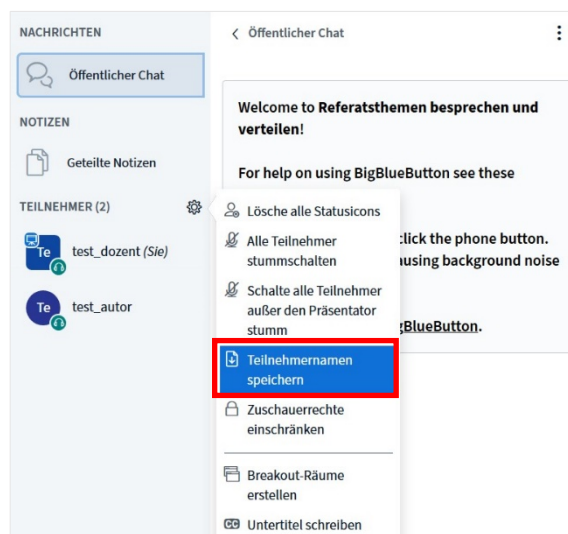 NACHRICHTEN
Öffentlicher Chat
NOTIZEN
Geteilte Notizen
TEILNEHMER (2)
Te
test_dozent (Sie)
Te
test_autor
Öffentlicher Chat
Welcome to Referatsthemen besprechen und
verteilen!
For help on using BigBlueButton see these
click the phone button.
ausing background noise
gBlueButton.
Lösche alle Statusicons
Alle Teilnehmer
stummschalten
Schalte alle Teilnehmer
außer den Präsentator
stumm
Teilnehmernamen
speichern
Zuschauerrechte
einschränken
Breakout-Räume
erstellen
CC Untertitel schreiben